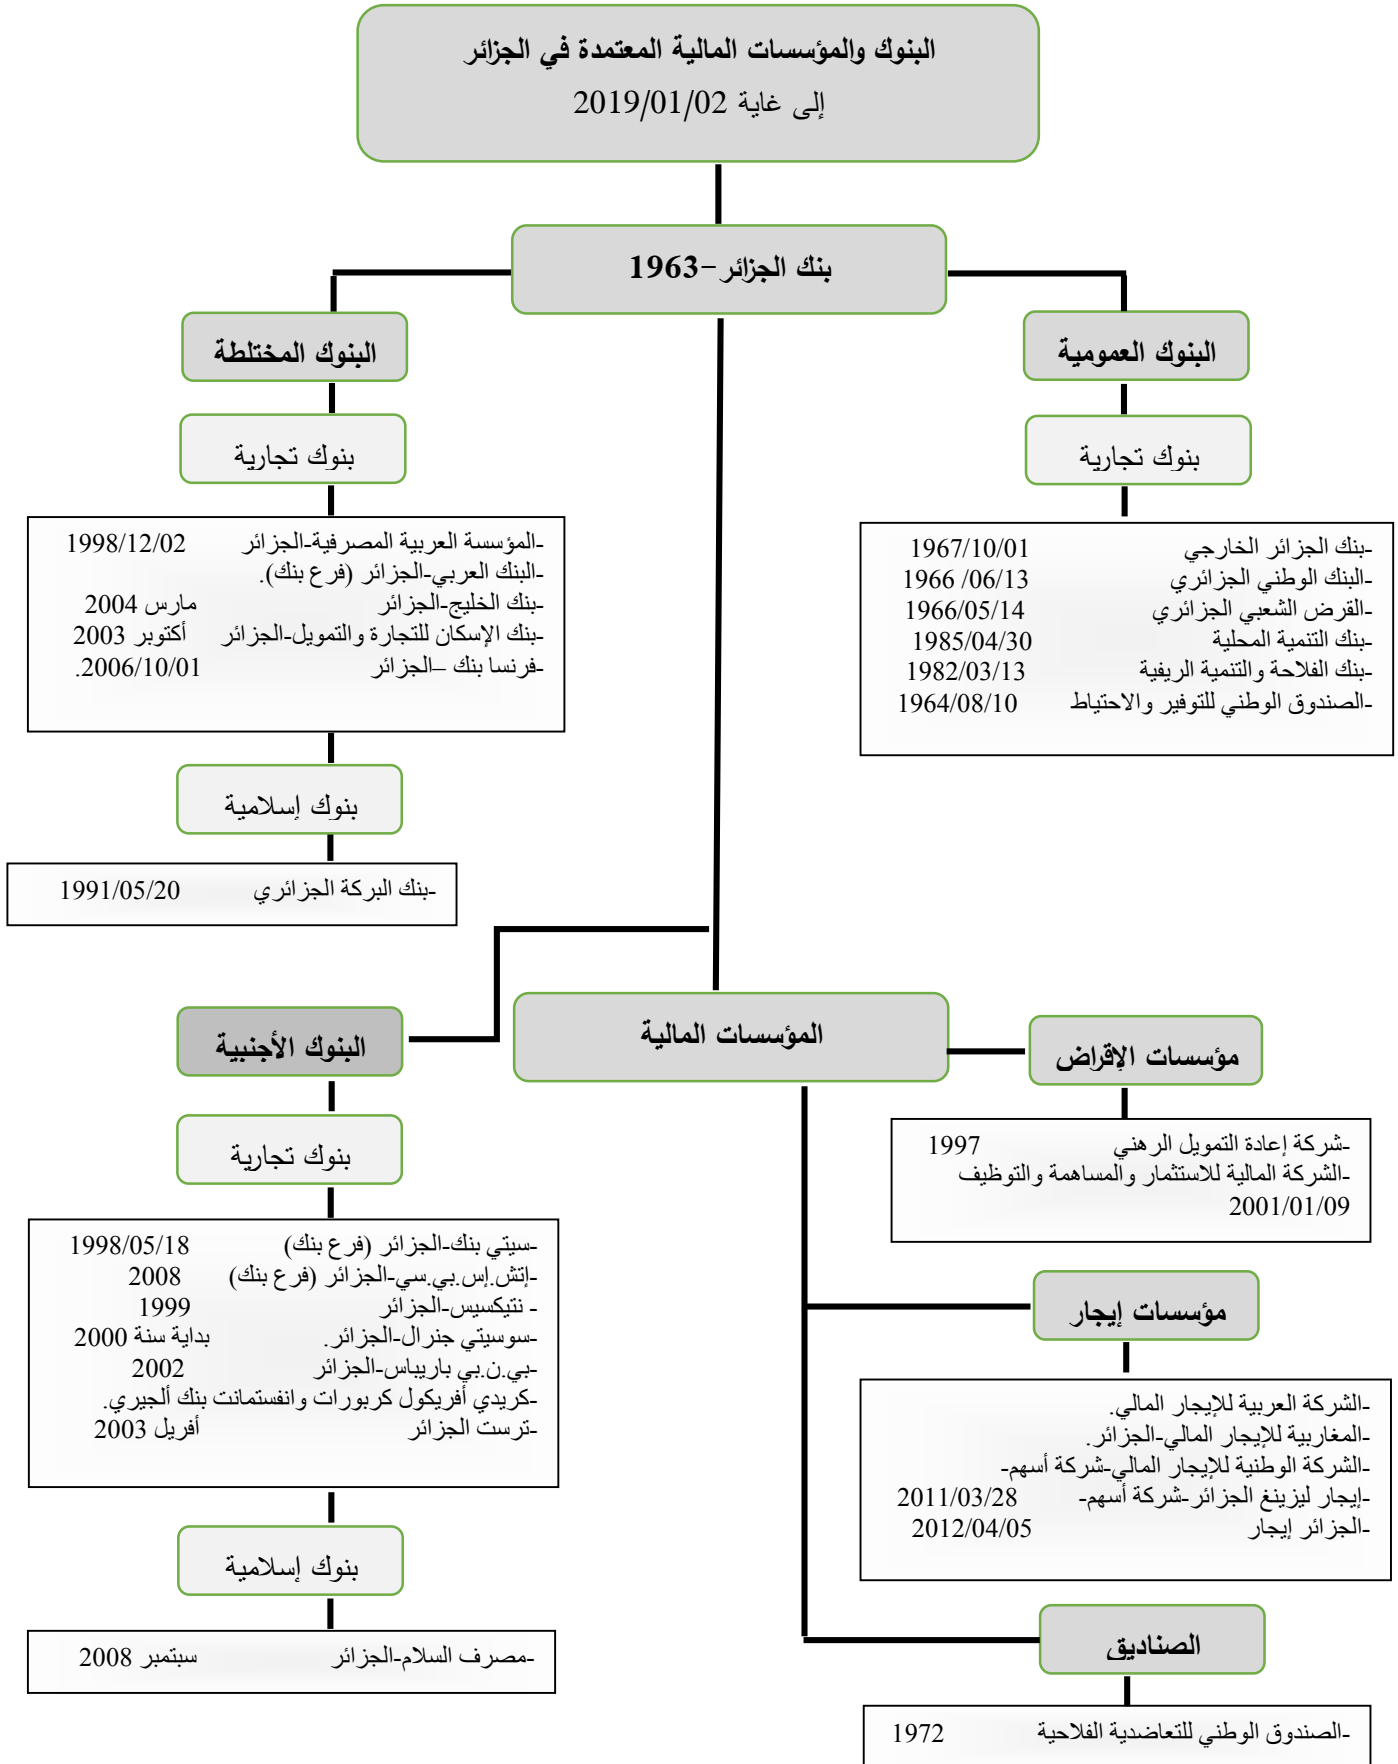 البنوك والمؤسسات المالية المعتمدة في الجزائر
إلى غاية 2019/01/02
بنك الجزائر-1963
البنوك العمومية
بنوك تجارية
-بنك الجزائر الخارجي 1967/10/01
-البنك الوطني الجزائري 1966 /06/13
-القرض الشعبي الجزائري 1966/05/14
-بنك التنمية المحلية 1985/04/30
-بنك الفلاحة والتنمية الريفية 1982/03/13
-الصندوق الوطني للتوفير والاحتياط 1964/08/10
البنوك المختلطة
بنوك تجارية
-المؤسسة العربية المصرفية-الجزائر 1998/12/02
-البنك العربي-الجزائر (فرع بنك).
-بنك الخليج-الجزائر مارس 2004
-بنك الإسكان للتجارة والتمويل-الجزائر أكتوبر 2003
-فرنسا بنك –الجزائر 2006/10/01.
بنوك إسلامية
-بنك البركة الجزائري 1991/05/20
المؤسسات المالية
مؤسسات الإقراض
-شركة إعادة التمويل الرهني 1997
-الشركة المالية للاستثمار والمساهمة والتوظيف
2001/01/09
مؤسسات إيجار
-الشركة العربية للإيجار المالي.
-المغاربية للإيجار المالي-الجزائر.
-الشركة الوطنية للإيجار المالي-شركة أسهم-
-إيجار ليزينغ الجزائر-شركة أسهم- 2011/03/28
-الجزائر إيجار 2012/04/05
الصناديق
-الصندوق الوطني للتعاضدية الفلاحية 1972
البنوك الأجنبية
بنوك تجارية
-سيتي بنك-الجزائر (فرع بنك) 1998/05/18
-إتش.إس.بي.سي-الجزائر (فرع بنك) 2008
- نتيكسيس-الجزائر 1999
-سوسيتي جنرال-الجزائر. بداية سنة 2000
-بي.ن.بي باريباس-الجزائر 2002
-كريدي أفريكول كربورات وانفستمانت بنك ألجيري.
-ترست الجزائر أفريل 2003
بنوك إسلامية
-مصرف السلام-الجزائر سبتمبر 2008